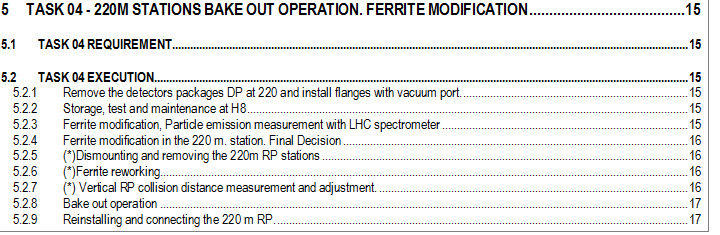 5 TASK 04 - 220M STATIONS BAKE OUT OPERATION. FERRITE MODIFICATION.....15
5.1 TASK 04 REQUIREMENT.....15
5.2 TASK 04 EXECUTION.....15
5.2.1 Remove the detectors packages DP at 220 and install flanges with vacuum port.....15
5.2.2 Storage, test and maintenance at H8.....15
5.2.3 Ferrite modification, Particle emission measurement with LHC spectrometer.....15
5.2.4 Ferrite modification in the 220 m. station. Final Decision.....16
5.2.5 (*)Dismounting and removing the 220m RP stations.....16
5.2.6 (*)Ferrite reworking.....16
5.2.7 (*) Vertical RP collision distance measurement and adjustment.....16
5.2.8 Bake out operation.....17
5.2.9 Reinstalling and connecting the 220 m RP.....17